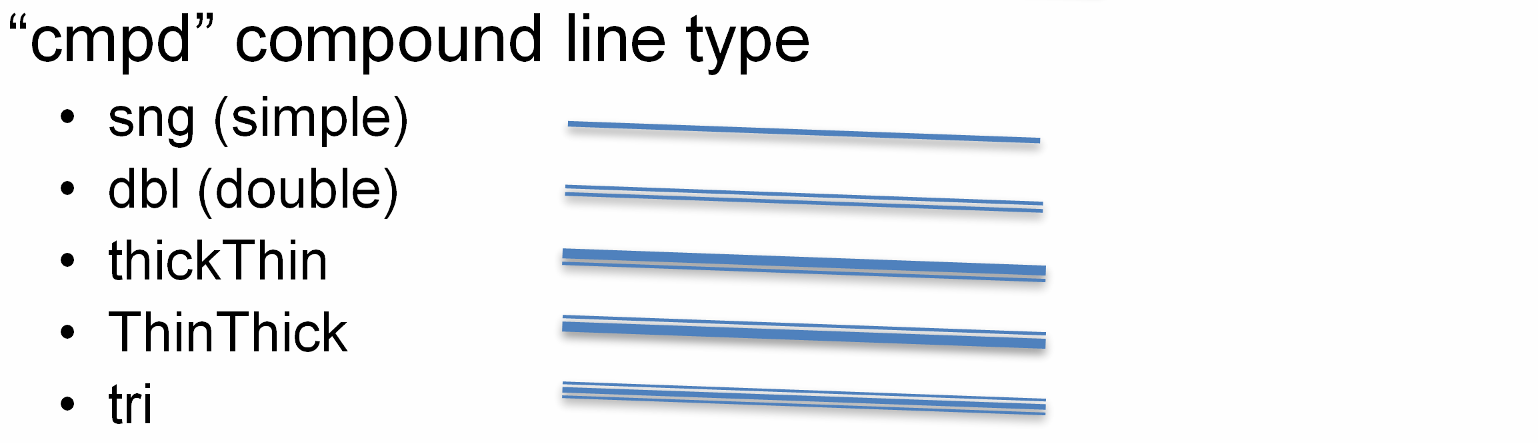 “cmpd” compound line type
• sng (simple)
• dbl (double)
• thickThin
• ThinThick
• tri